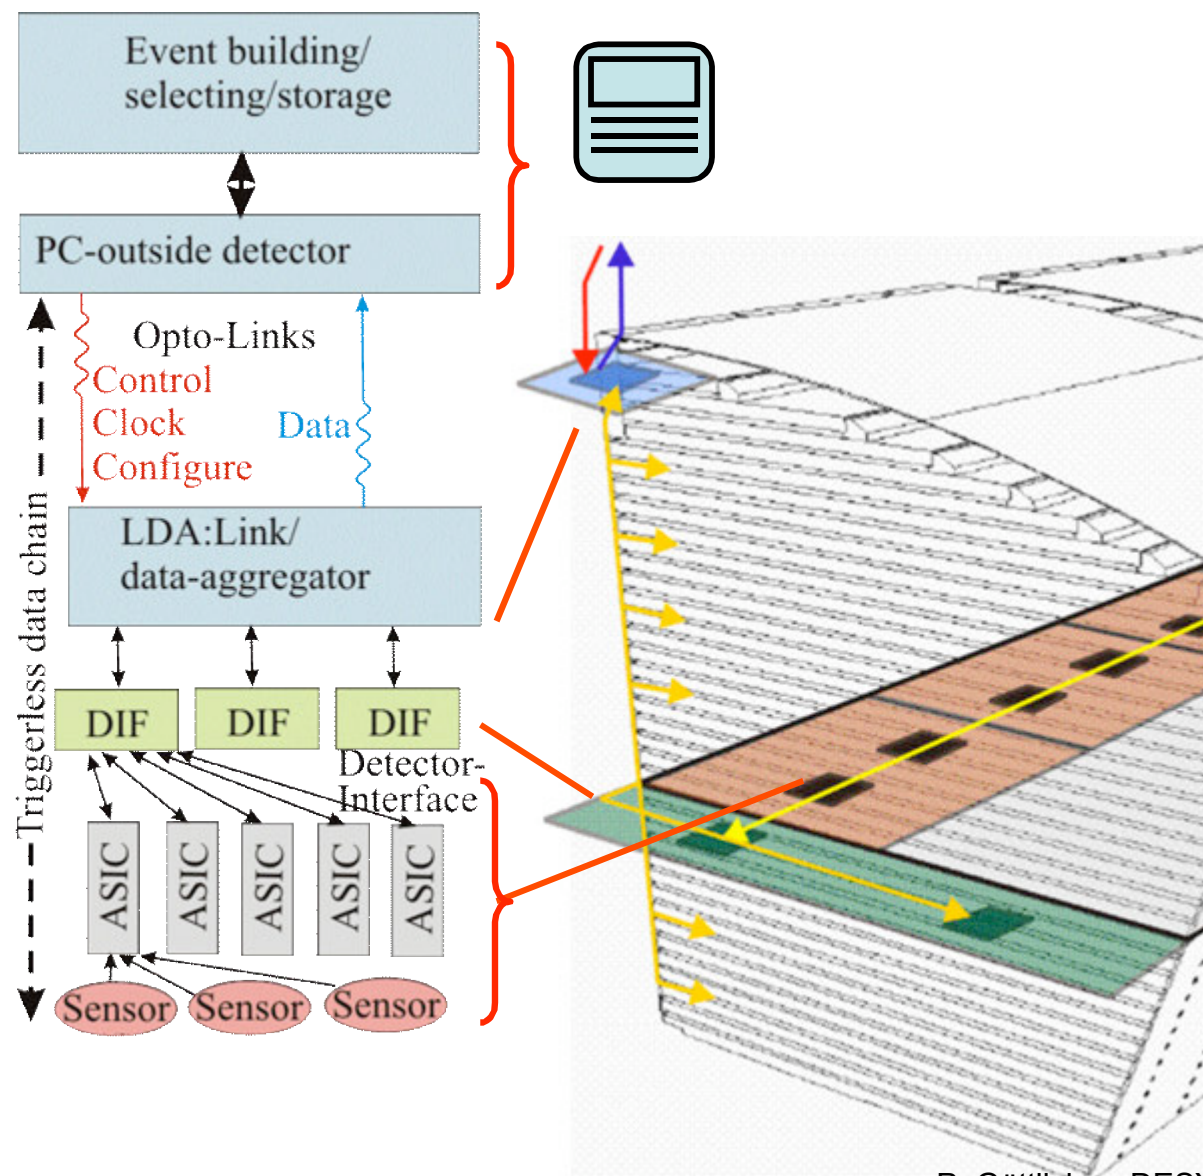 Event building/
selecting/storage
PC-outside detector
Opto-Links
Control
Clock
Configure
Data
Triggerless data chain
LDA:Link/
data-aggregator
DIF
DIF
DIF
Detector-
Interface
ASIC
ASIC
ASIC
ASIC
ASIC
Sensor
Sensor
Sensor